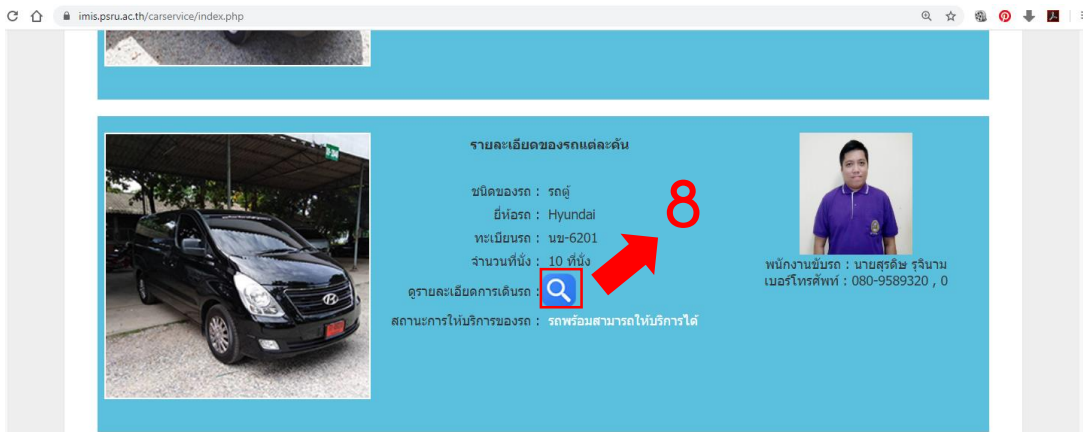 imis.psru.ac.th/carservice/index.php
รายละเอียดของรถแต่ละคัน
ชนิดของรถ : รถตู้
ยี่ห้อรถ : Hyundai
ทะเบียนรถ : นข-6201
จำนวนที่นั่ง : 10 ที่นั่ง
ดูรายละเอียดการเดินรถ :
สถานะการให้บริการของรถ : รถพร้อมสามารถให้บริการได้
8
พนักงานขับรถ : นายสุรดิษ รุจินาม
เบอร์โทรศัพท์ : 080-9589320 , 0